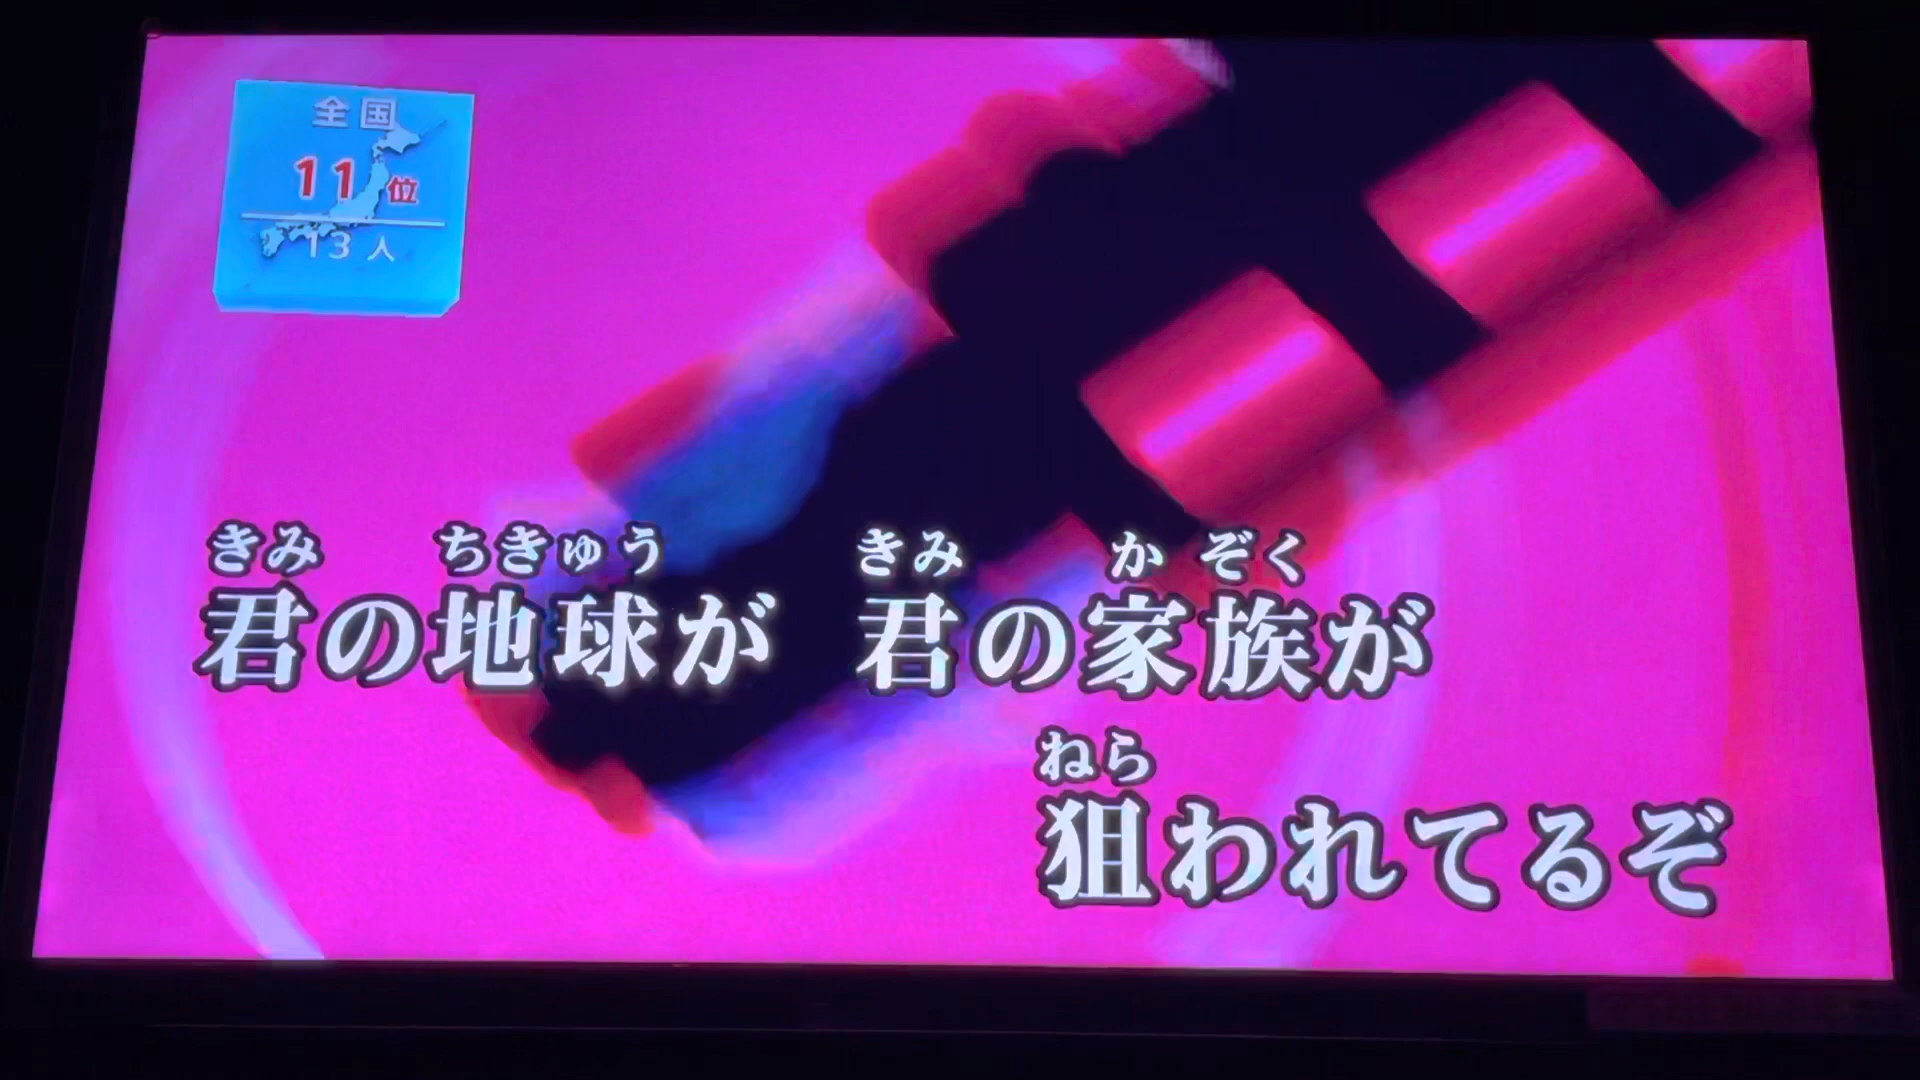 全国
11位
13人
きみ ちきゅう きみ かぞく
君の地球が 君の家族が
ねら
狙われてるぞ